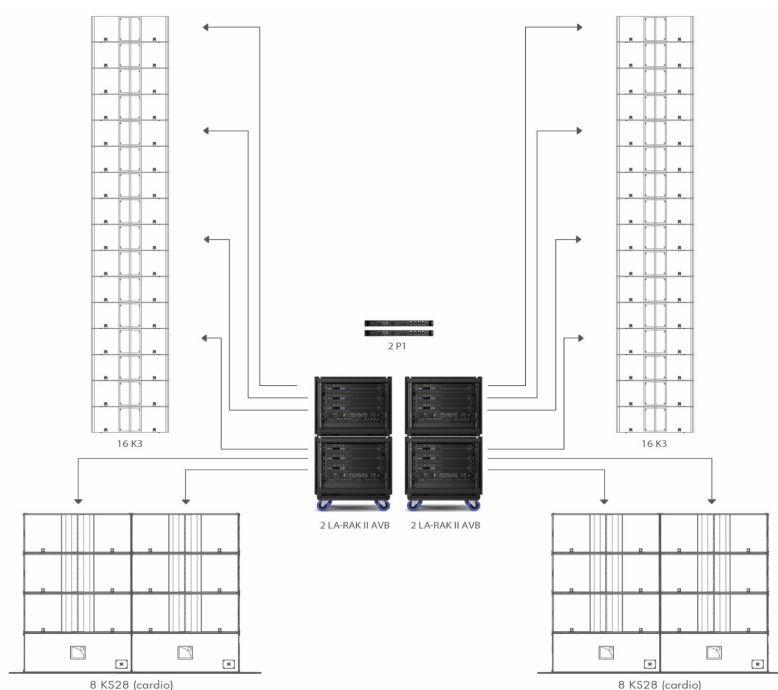 2 P1
16 K3
16 K3
2 LA-RAK II AVB
2 LA-RAK II AVB
8 KS28 (cardio)
8 KS28 (cardio)